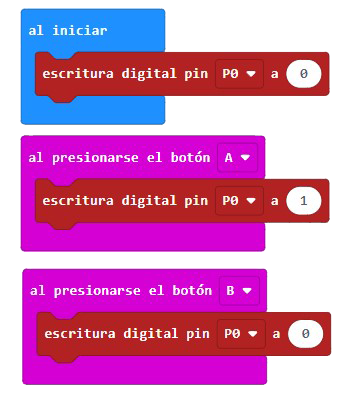 al iniciar
escritura digital pin P0 a 0
al presionarse el botón A
escritura digital pin P0 a 1
al presionarse el botón B
escritura digital pin P0 a 0